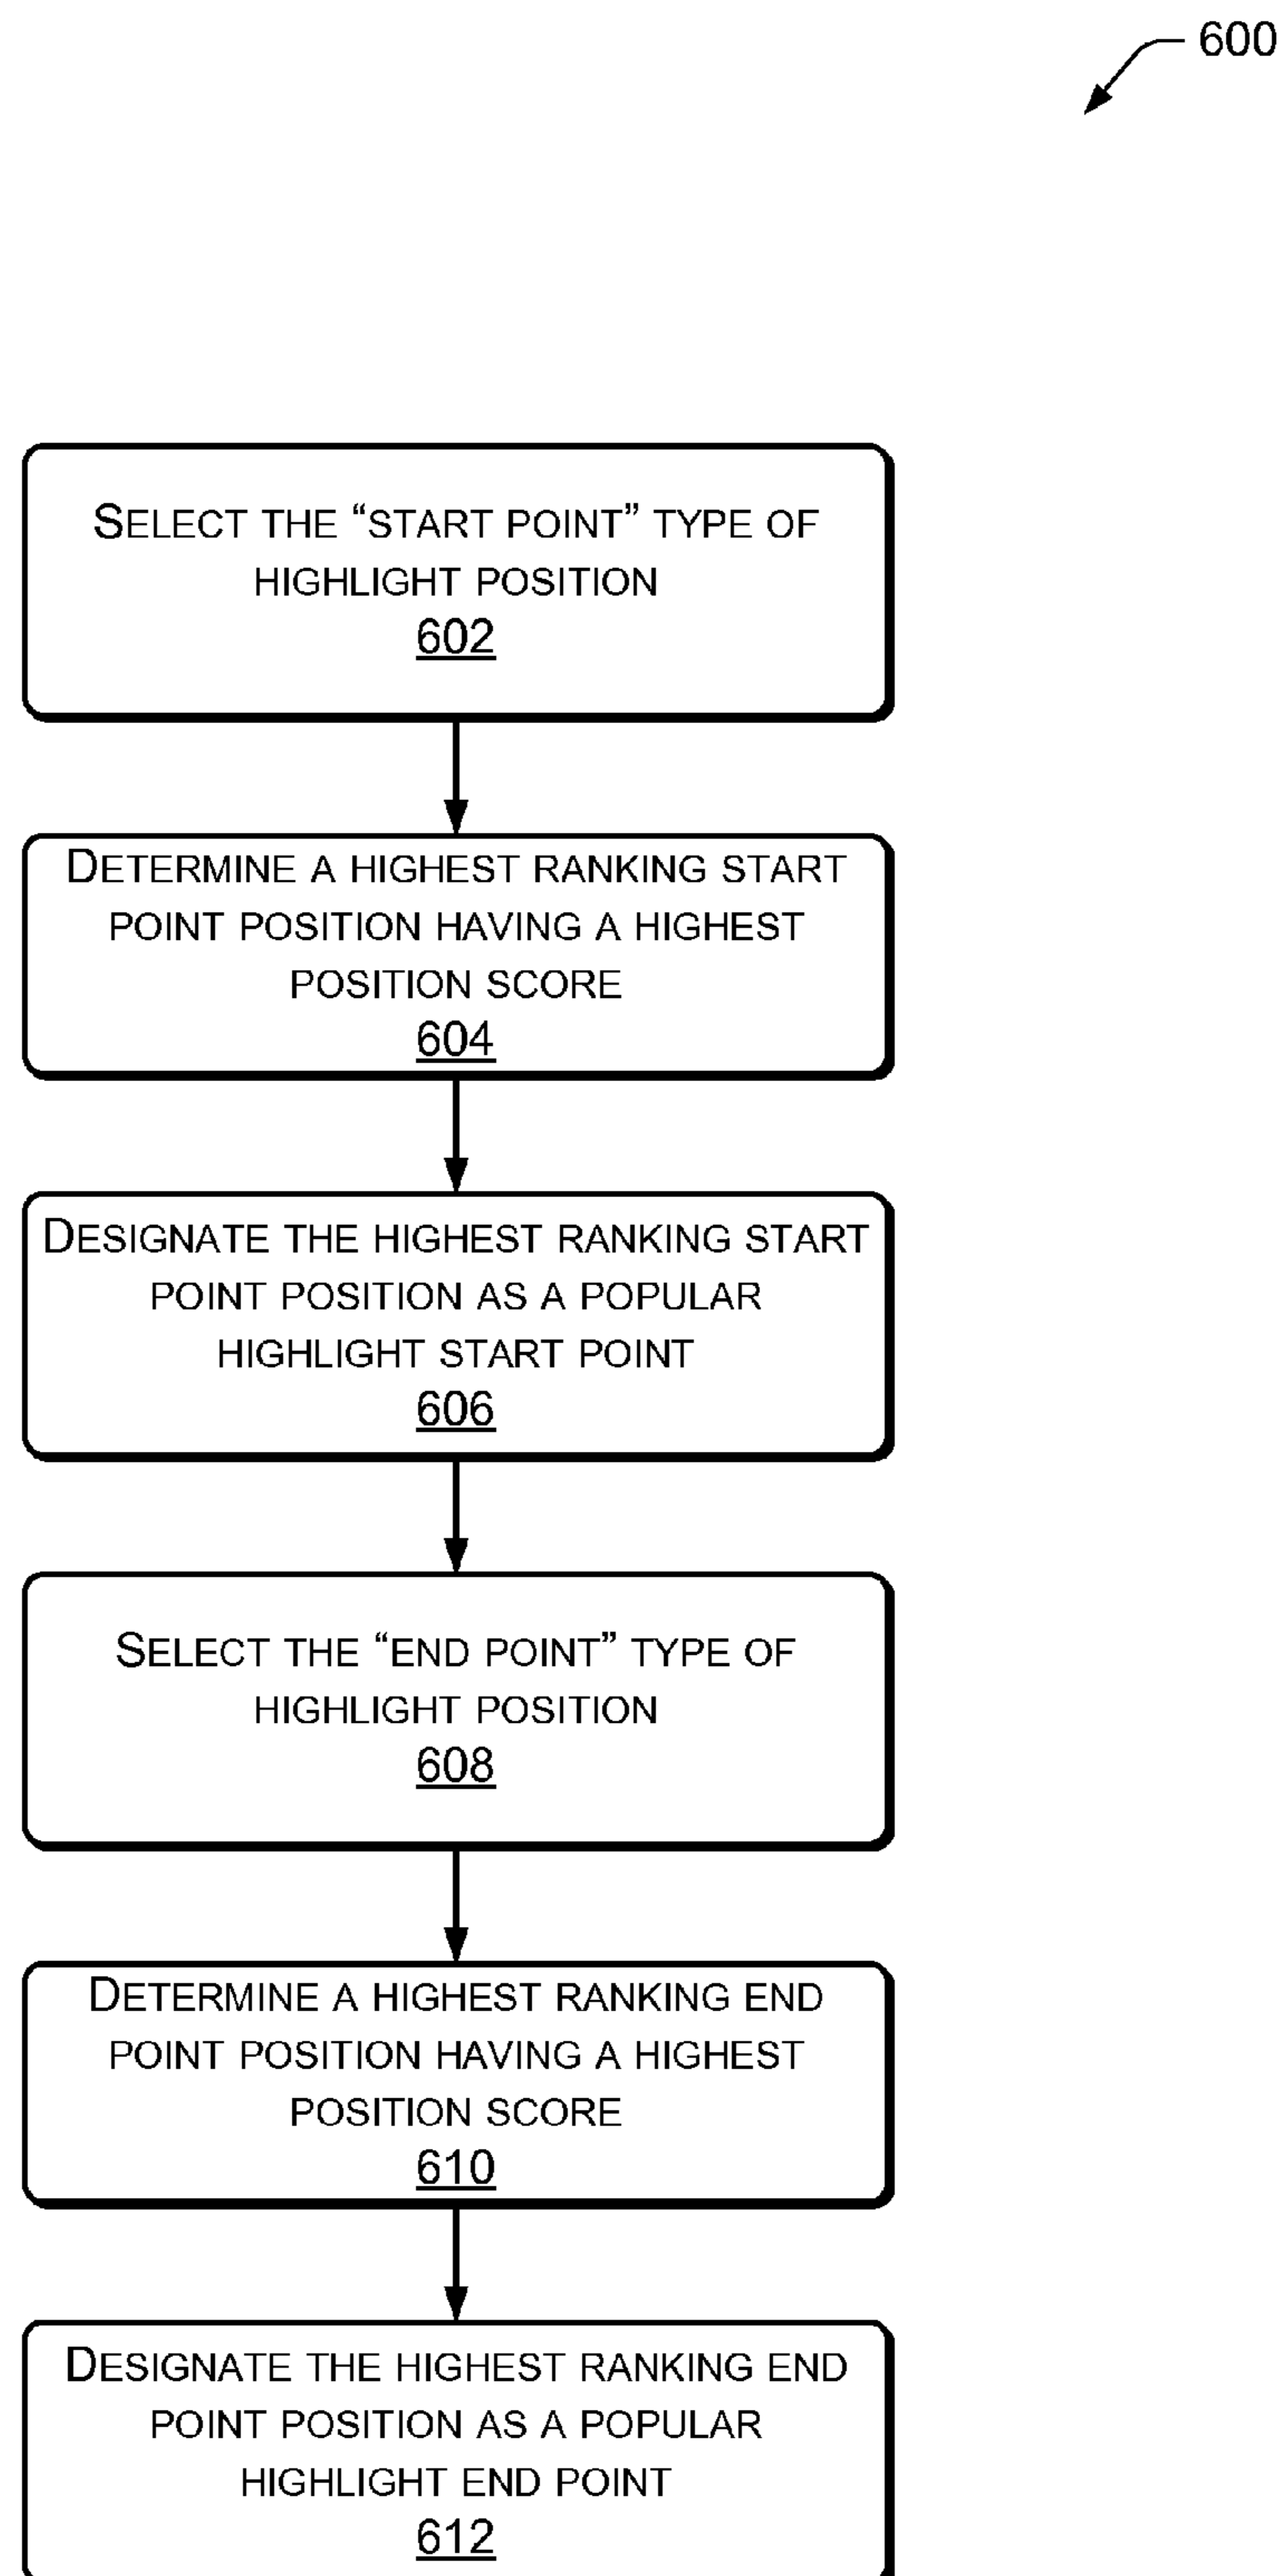 600
SELECT THE “START POINT” TYPE OF
HIGHLIGHT POSITION
602
DETERMINE A HIGHEST RANKING START
POINT POSITION HAVING A HIGHEST
POSITION SCORE
604
DESIGNATE THE HIGHEST RANKING START
POINT POSITION AS A POPULAR
HIGHLIGHT START POINT
606
SELECT THE “END POINT” TYPE OF
HIGHLIGHT POSITION
608
DETERMINE A HIGHEST RANKING END
POINT POSITION HAVING A HIGHEST
POSITION SCORE
610
DESIGNATE THE HIGHEST RANKING END
POINT POSITION AS A POPULAR
HIGHLIGHT END POINT
612